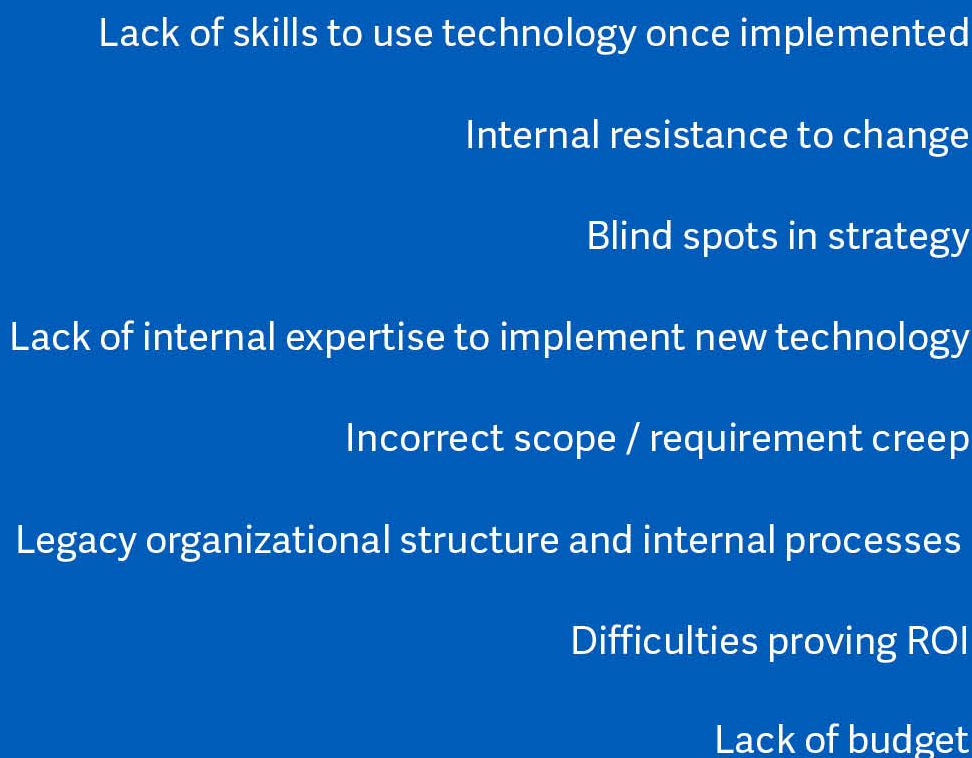 Lack of skills to use technology once implemented
Internal resistance to change
Blind spots in strategy
Lack of internal expertise to implement new technology
Incorrect scope / requirement creep
Legacy organizational structure and internal processes
Difficulties proving ROI
Lack of budget